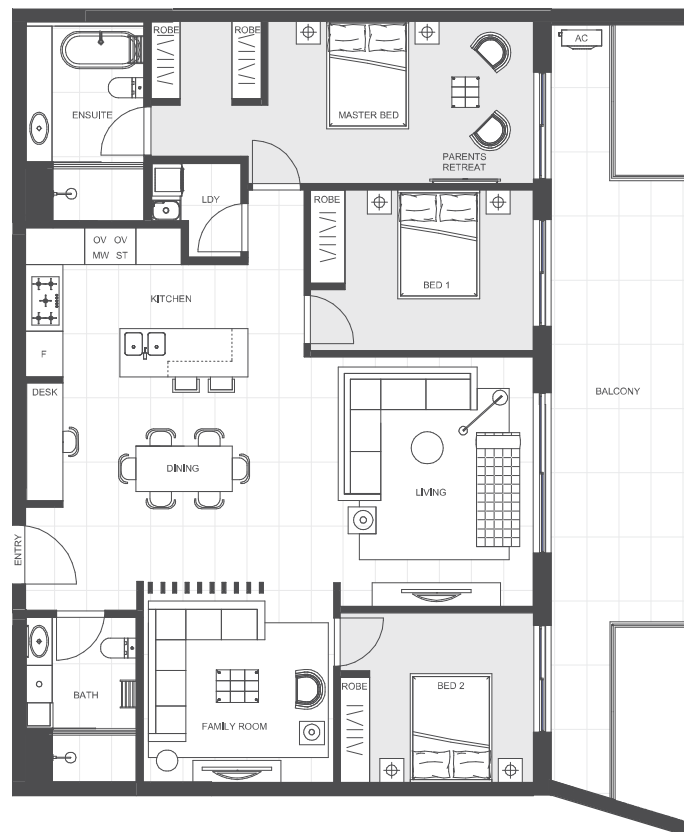 ROBE
ROBE
AC
ENSUITE
MASTER BED
PARENTS
RETREAT
LDY
ROBE
OV OV
MW ST
BED 1
KITCHEN
F
DESK
BALCONY
DINING
LIVING
ENTRY
ROBE
BED 2
BATH
FAMILY ROOM